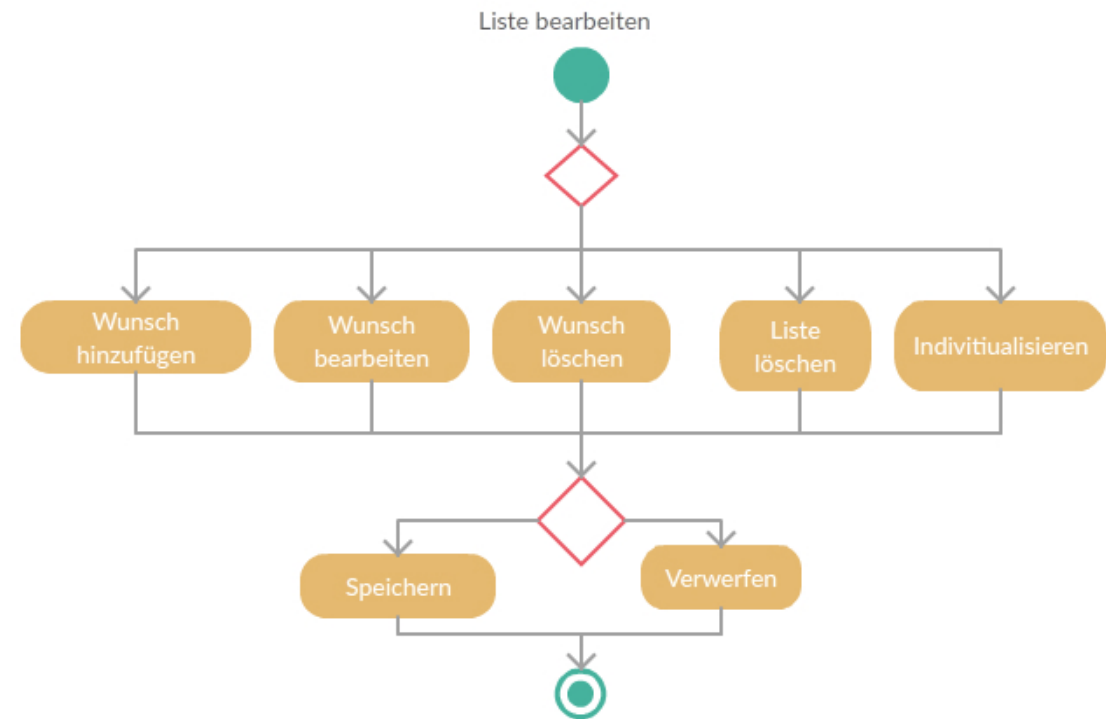 Liste bearbeiten
Wunsch
hinzufügen
Wunsch
bearbeiten
Wunsch
löschen
Liste
löschen
Indivitiualisieren
Speichern
Verwerfen